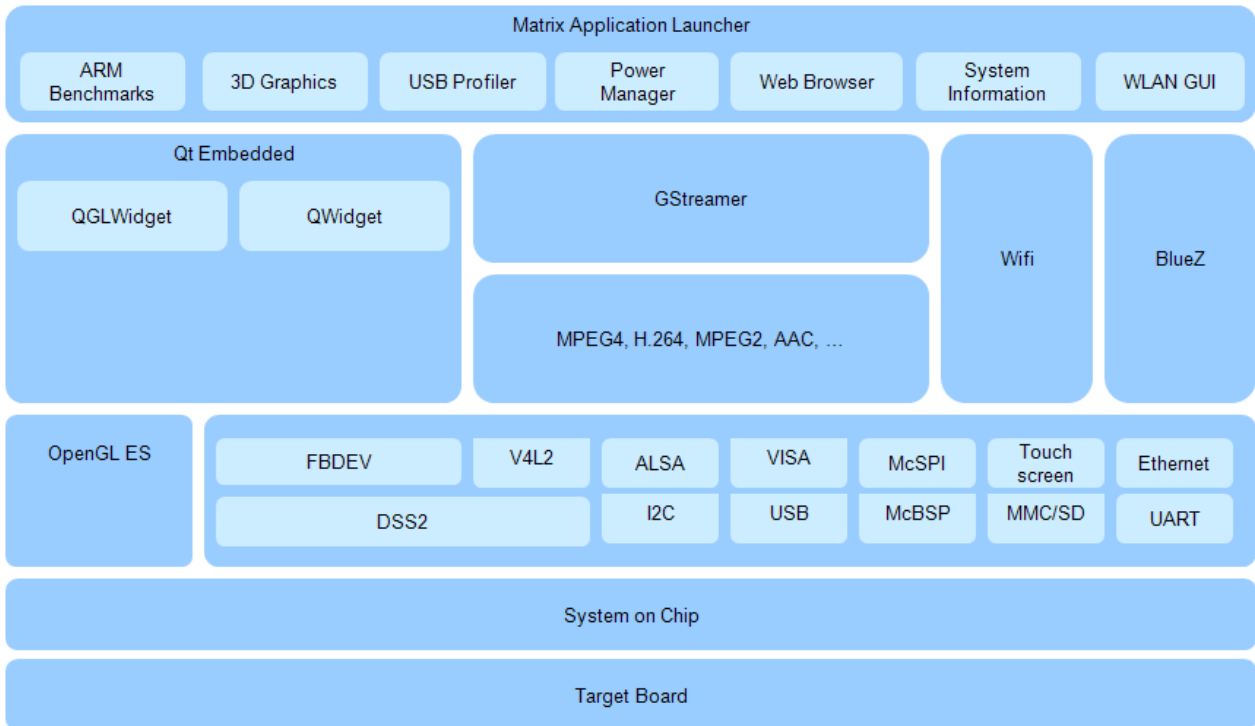 Matrix Application Launcher
ARM
Benchmarks
3D Graphics
USB Profiler
Power
Manager
Web Browser
System
Information
WLAN GUI
Qt Embedded
QGLWidget
QWidget
GStreamer
MPEG4, H.264, MPEG2, AAC, …
Wifi
BlueZ
OpenGL ES
FBDEV
V4L2
ALSA
VISA
McSPI
Touch
screen
Ethernet
DSS2
I2C
USB
McBSP
MMC/SD
UART
System on Chip
Target Board